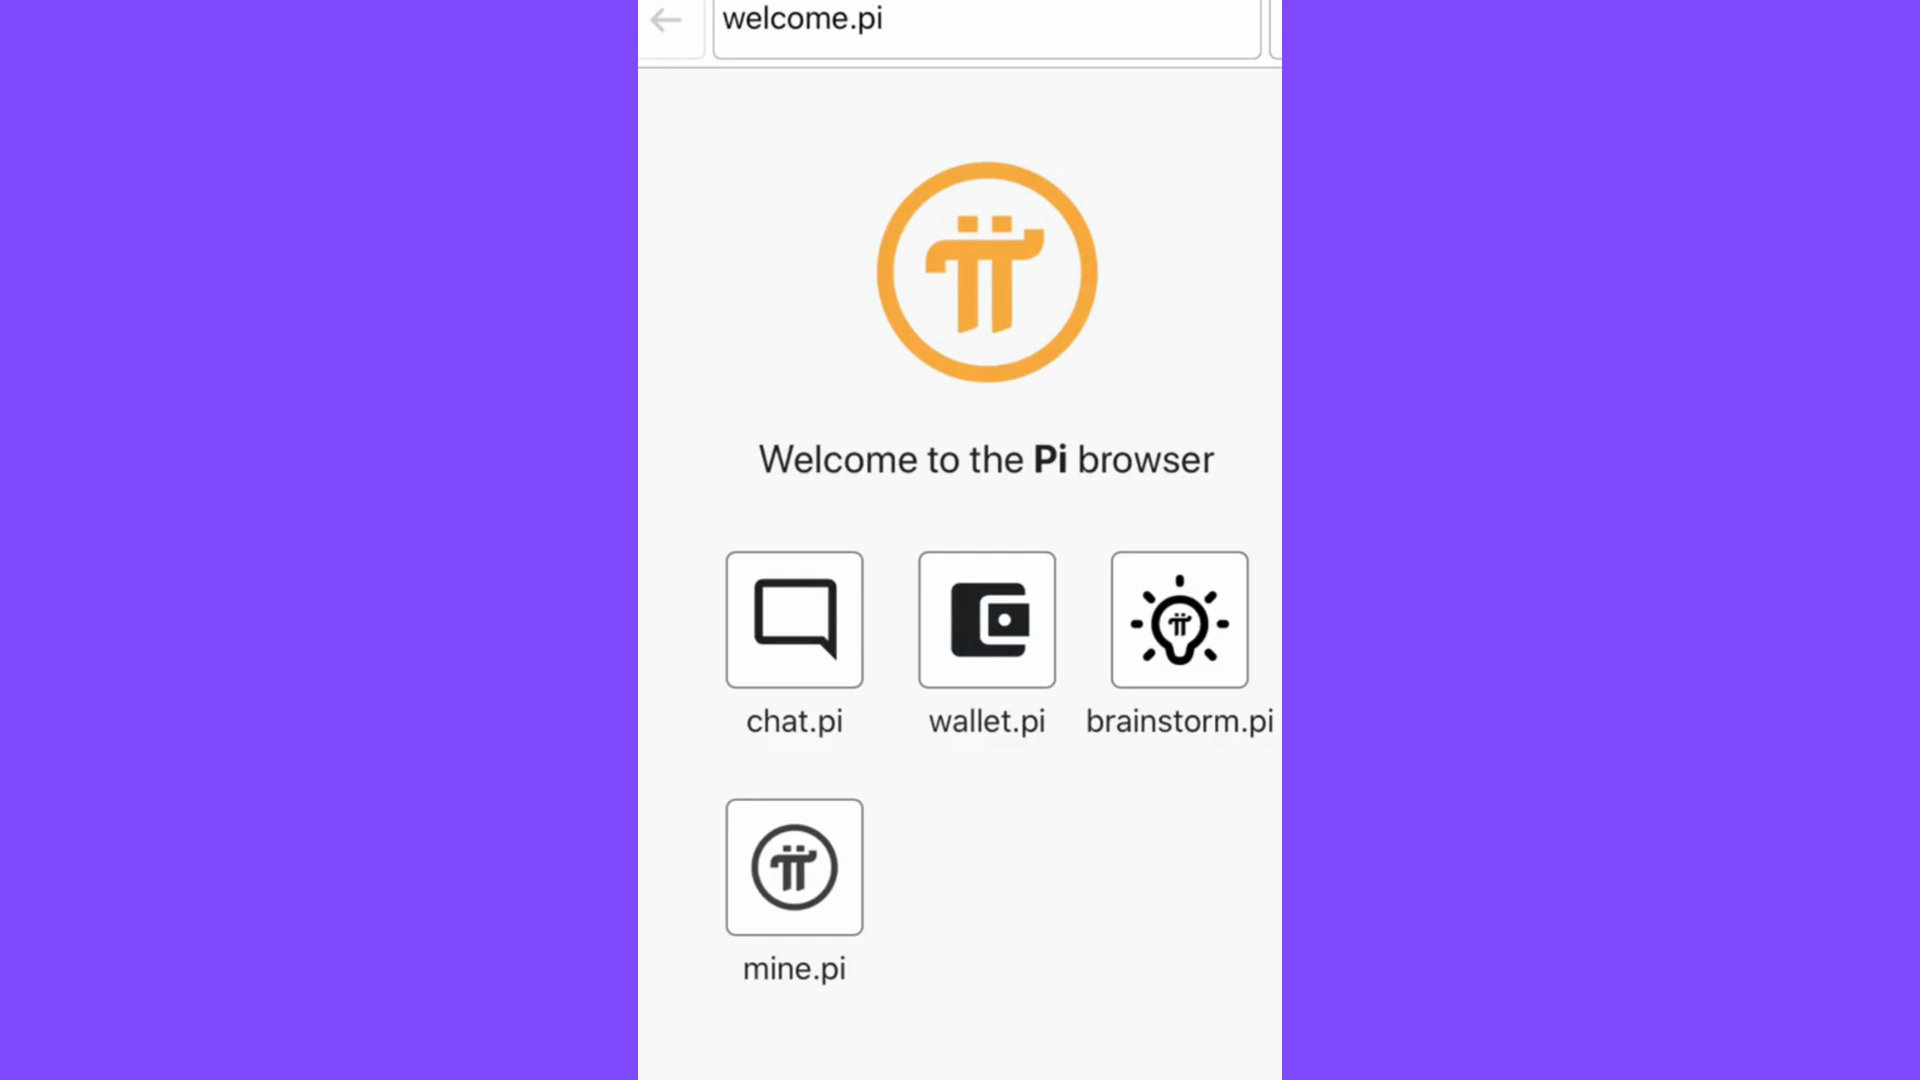 welcome.pi
Welcome to the Pi browser
chat.pi
wallet.pi
brainstorm.pi
mine.pi